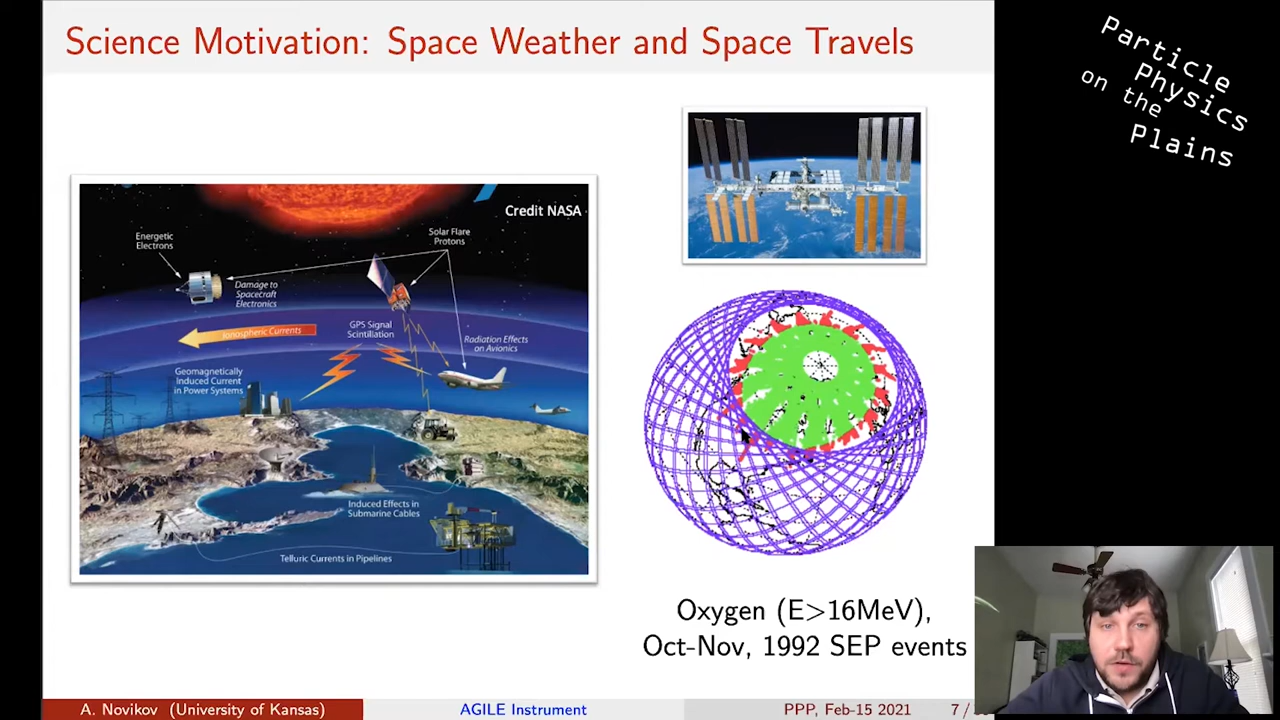 Science Motivation: Space Weather and Space Travels
Particle
Physics
on the
Plains
Credit NASA
Energetic
Electrons
Solar Flare
Protons
Damage to
Spacecraft
Electronics
Ionospheric Currents
GPS Signal
Scintillation
Radiation Effects
on Avionics
Geomagnetically
Induced Current
in Power Systems
Induced Effects in
Submarine Cables
Telluric Currents in Pipelines
Oxygen (E>16MeV),
Oct-Nov, 1992 SEP events
A. Novikov (University of Kansas)
AGILE Instrument
PPP, Feb-15 2021
7 /